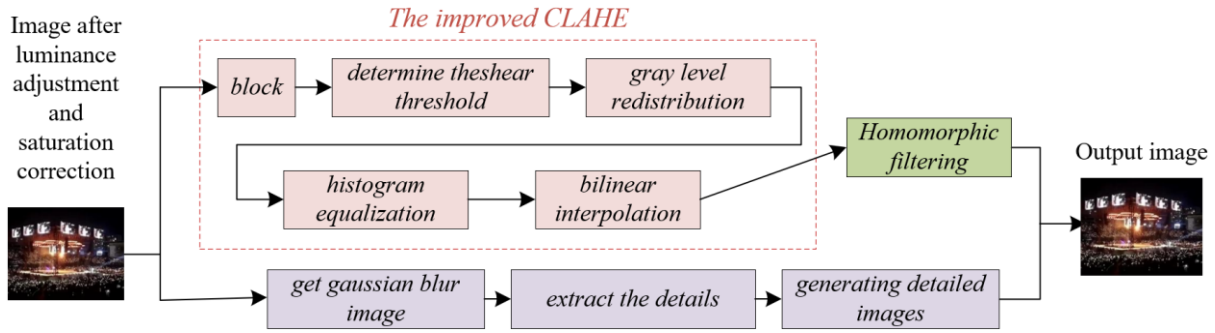 Image after
luminance
adjustment
and
saturation
correction
The improved CLAHE
block
determine theshear
threshold
gray level
redistribution
histogram
equalization
bilinear
interpolation
Homomorphic
filtering
Output image
get gaussian blur
image
extract the details
generating detailed
images